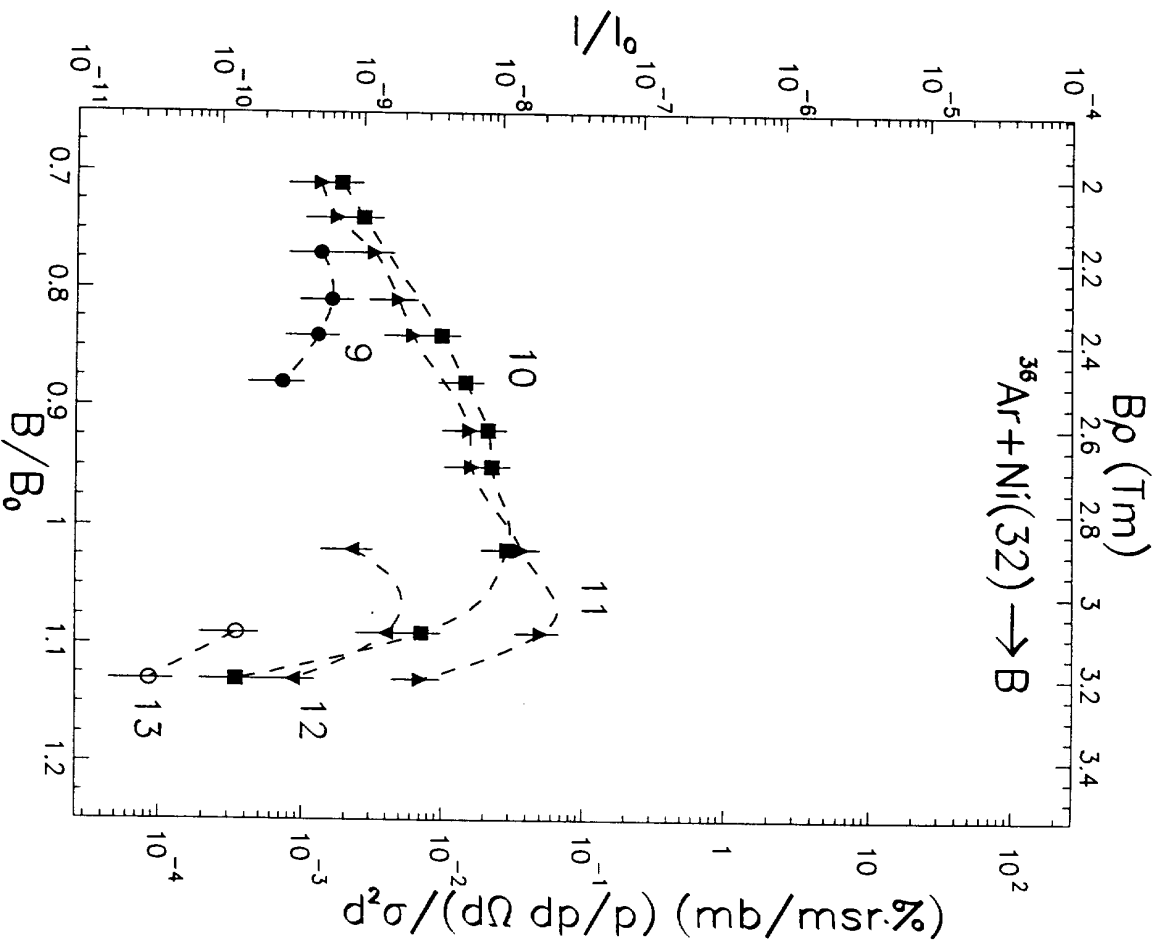 Bρ (Tm)
2 2.2 2.4 2.6 2.8 3 3.2 3.4
³⁶Ar+Ni(32)→B
I/I₀
10⁻⁴
10⁻⁵
10⁻⁶
10⁻⁷
10⁻⁸
10⁻⁹
10⁻¹⁰
10⁻¹¹
11
10
9
12
13
10²
10
1
10⁻¹
10⁻²
10⁻³
10⁻⁴
d²σ/(dΩ dp/p) (mb/msr.%)
0.7 0.8 0.9 1 1.1 1.2
B/B₀